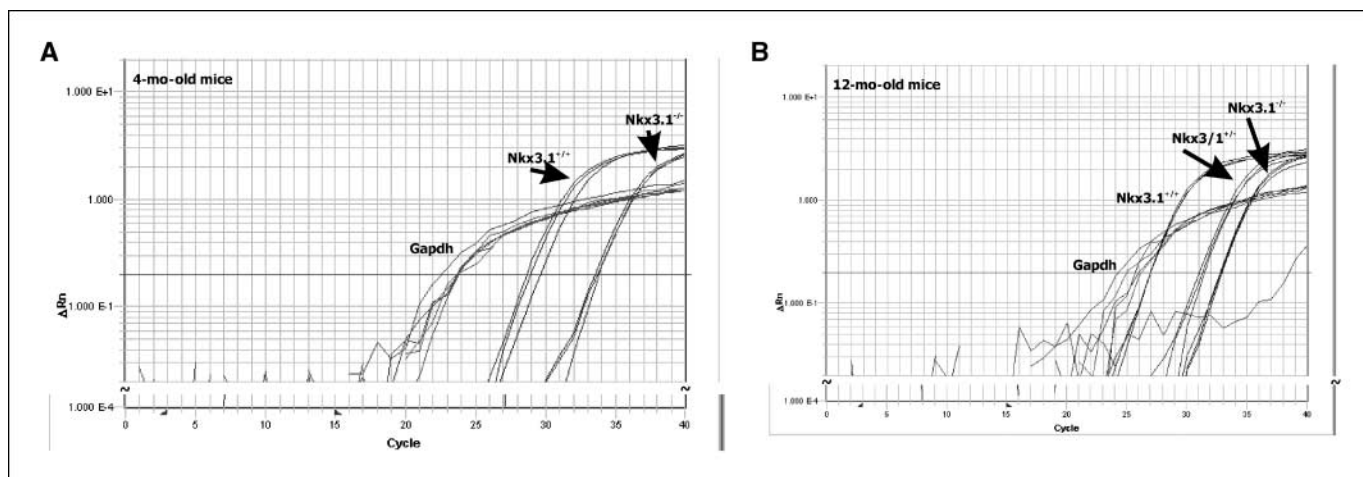 A
4-mo-old mice
1.000 E+1
1.000
1.000 E-1
1.000 E-4
ΔRn
Nkx3.1-/-
Nkx3.1+/+
Gapdh
~
~
0
5
10
15
20
25
30
35
40
Cycle
B
12-mo-old mice
1.000 E+1
1.000
1.000 E-1
1.000 E-4
ΔRn
Nkx3.1-/-
Nkx3/1+/-
Nkx3.1+/+
Gapdh
~
~
0
5
10
15
20
25
30
35
40
Cycle